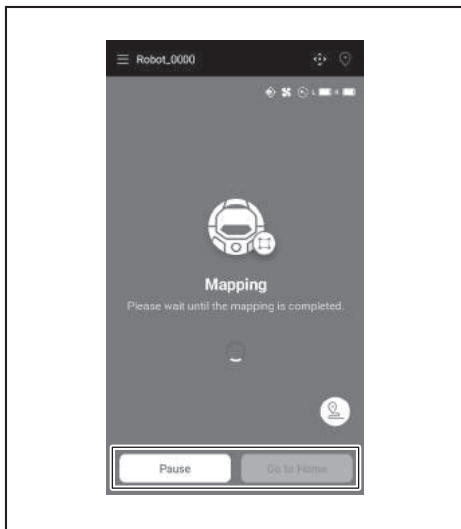 Robot_0000
L R
Mapping
Please wait until the mapping is completed.
Pause Go to Home